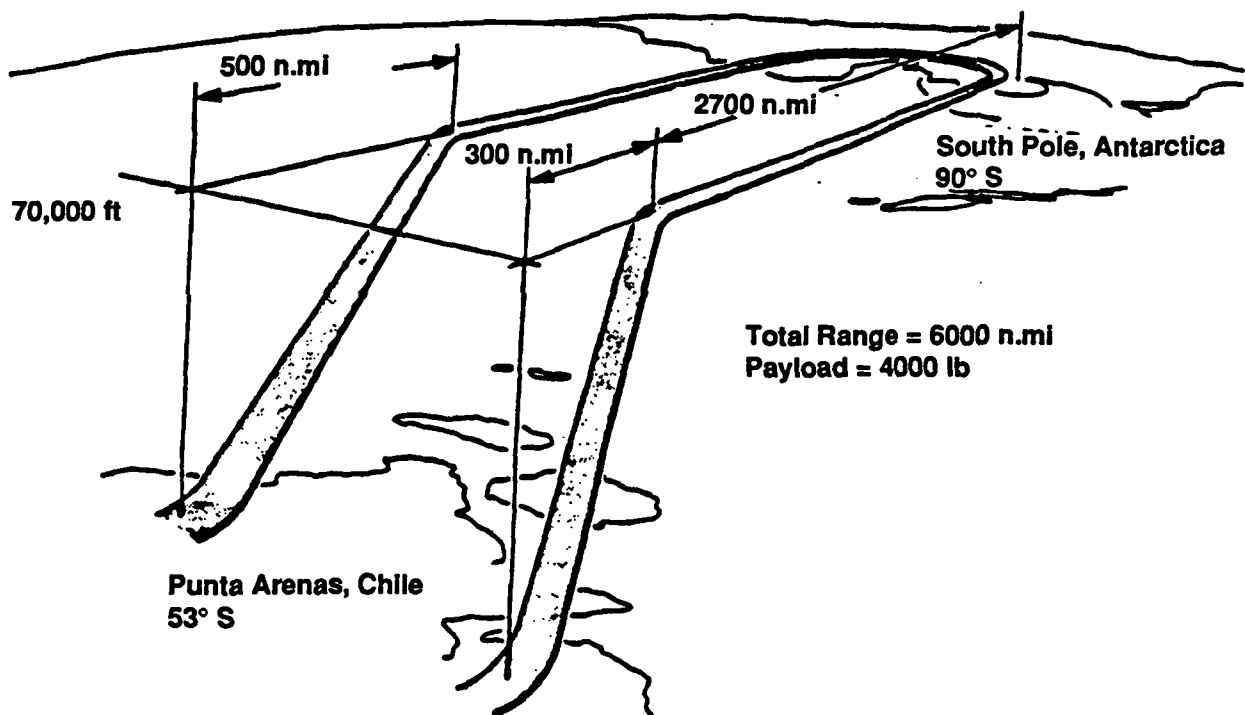 500 n.mi
2700 n.mi
300 n.mi
South Pole, Antarctica
90° S
70,000 ft
Total Range = 6000 n.mi
Payload = 4000 lb
Punta Arenas, Chile
53° S